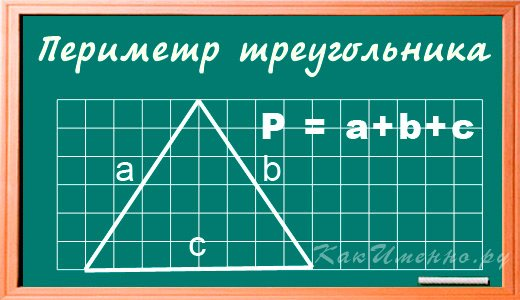 Периметр треугольника
P = a+b+c
a
b
c
КакИменно.ру